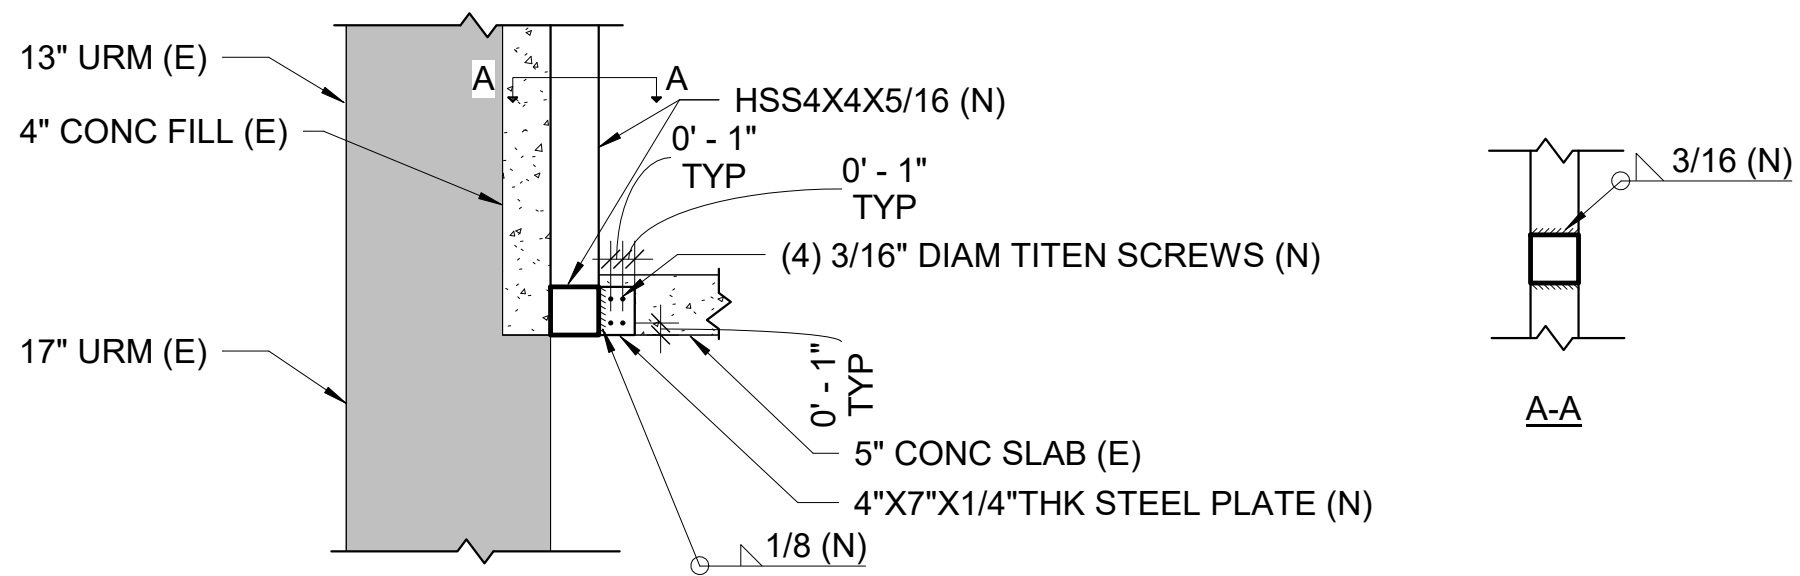 13" URM (E)
4" CONC FILL (E)
17" URM (E)
A
A
HSS4X4X5/16 (N)
0' - 1"
TYP
0' - 1"
TYP
(4) 3/16" DIAM TITEN SCREWS (N)
0' - 1"
TYP
5" CONC SLAB (E)
4"X7"X1/4"THK STEEL PLATE (N)
1/8 (N)
3/16 (N)
A-A